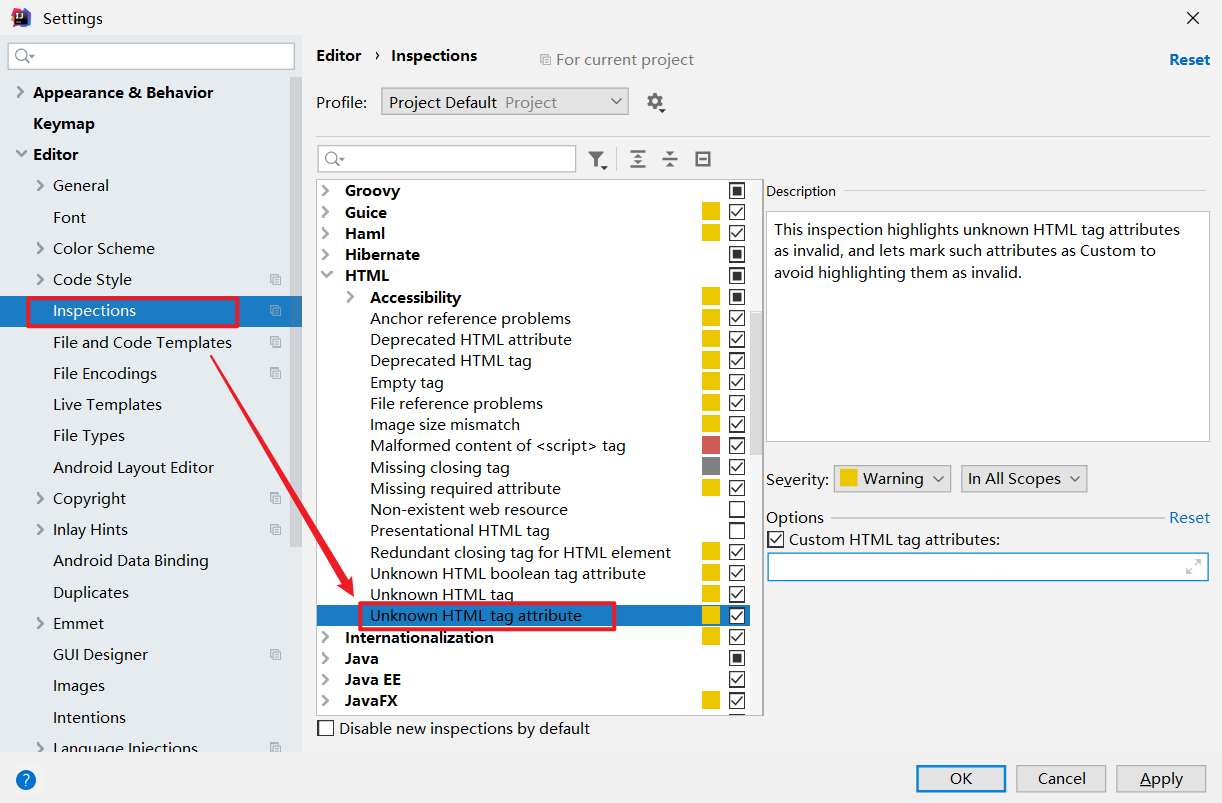 Settings
Appearance & Behavior
Keymap
Editor
General
Font
Color Scheme
Code Style
Inspections
File and Code Templates
File Encodings
Live Templates
File Types
Android Layout Editor
Copyright
Inlay Hints
Android Data Binding
Duplicates
Emmet
GUI Designer
Images
Intentions
Language Injections
?
Editor › Inspections
For current project
Reset
Profile:
Project Default Project
Groovy
Guice
Haml
Hibernate
HTML
Accessibility
Anchor reference problems
Deprecated HTML attribute
Deprecated HTML tag
Empty tag
File reference problems
Image size mismatch
Malformed content of <script> tag
Missing closing tag
Missing required attribute
Non-existent web resource
Presentational HTML tag
Redundant closing tag for HTML element
Unknown HTML boolean tag attribute
Unknown HTML tag
Unknown HTML tag attribute
Internationalization
Java
Java EE
JavaFX
Disable new inspections by default
Description
This inspection highlights unknown HTML tag attributes
as invalid, and lets mark such attributes as Custom to
avoid highlighting them as invalid.
Severity:
Warning
In All Scopes
Options
Reset
Custom HTML tag attributes:
OK
Cancel
Apply